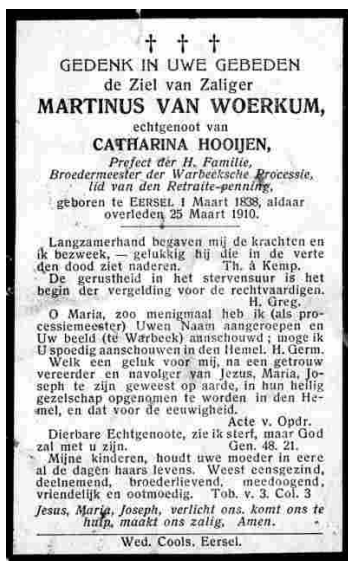 GEDENK IN UWE GEBEDEN
de Ziel van Zaliger
MARTINUS VAN WOERKUM,
echtgenoot van
CATHARINA HOOIJEN,
Prefect der H. Familie,
Broedermeester der Warbeeksche Processie,
lid van den Retraite-penning,
geboren te EERSEL 1 Maart 1838, aldaar
overleden 25 Maart 1910.
Langzamerhand begaven mij de krachten en
ik bezweek, — gelukkig hij die in de verte
den dood ziet naderen. Th. à Kemp.
De gerustheid in het stervensuur is het
begin der vergelding voor de rechtvaardigen.
H. Greg.
O Maria, zoo menigmaal heb ik (als pro-
cessiemeester) Uwen Naam aangeroepen en
Uw beeld (te Warbeek) aanschouwd; moge ik
U spoedig aanschouwen in den Hemel. H. Germ.
Welk een geluk voor mij, na een getrouw
vereerder en navolger van Jezus, Maria, Jo-
seph te zijn geweest op aarde, in hun heilig
gezelschap opgenomen te worden in den He-
mel, en dat voor de eeuwigheid.
Acte v. Opdr.
Dierbare Echtgenoote, zie ik sterf, maar God
zal met u zijn. Gen. 48. 21.
Mijne kinderen, houdt uwe moeder in eere
al de dagen haars levens. Weest eensgezind,
deelnemend, broederlievend, meedoogend,
vriendelijk en ootmoedig. Tob. v. 3. Col. 3
Jesus, Maria, Joseph, verlicht ons. komt ons te
hulp, maakt ons zalig, Amen.
Wed. Cools, Eersel.